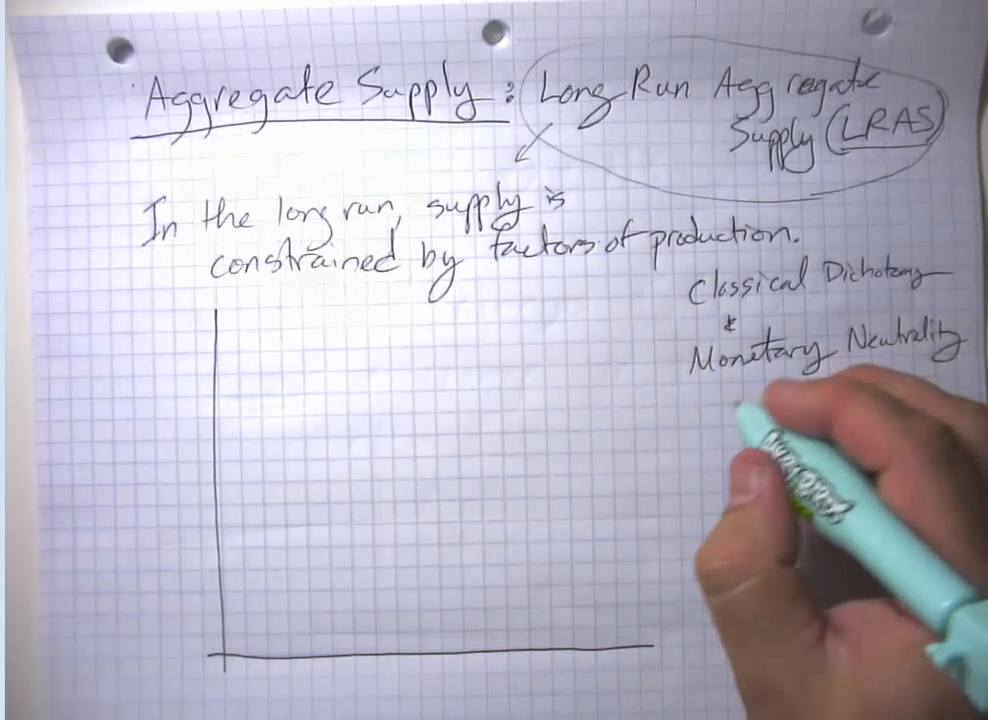 Aggregate Supply: Long Run Aggregate
Supply (LRAS)
In the long run, supply is
constrained by factors of production.
Classical Dichotomy
&
Monetary Neutrality